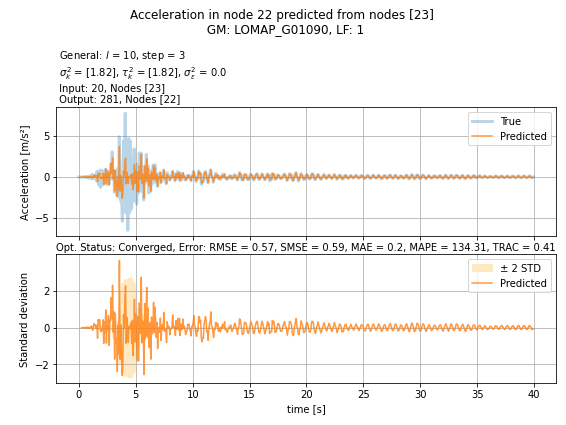 Acceleration in node 22 predicted from nodes [23]
GM: LOMAP_G01090, LF: 1
General: l = 10, step = 3
σ²ₖ = [1.82], τ²ₖ = [1.82], σ²ε = 0.0
Input: 20, Nodes [23]
Output: 281, Nodes [22]
Acceleration [m/s²]
5
0
−5
True
Predicted
Opt. Status: Converged, Error: RMSE = 0.57, SMSE = 0.59, MAE = 0.2, MAPE = 134.31, TRAC = 0.41
Standard deviation
2
0
−2
± 2 STD
Predicted
0 5 10 15 20 25 30 35 40
time [s]